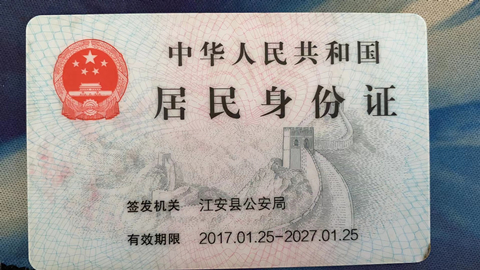 中华人民共和国
居民身份证
签发机关 江安县公安局
有效期限 2017.01.25-2027.01.25